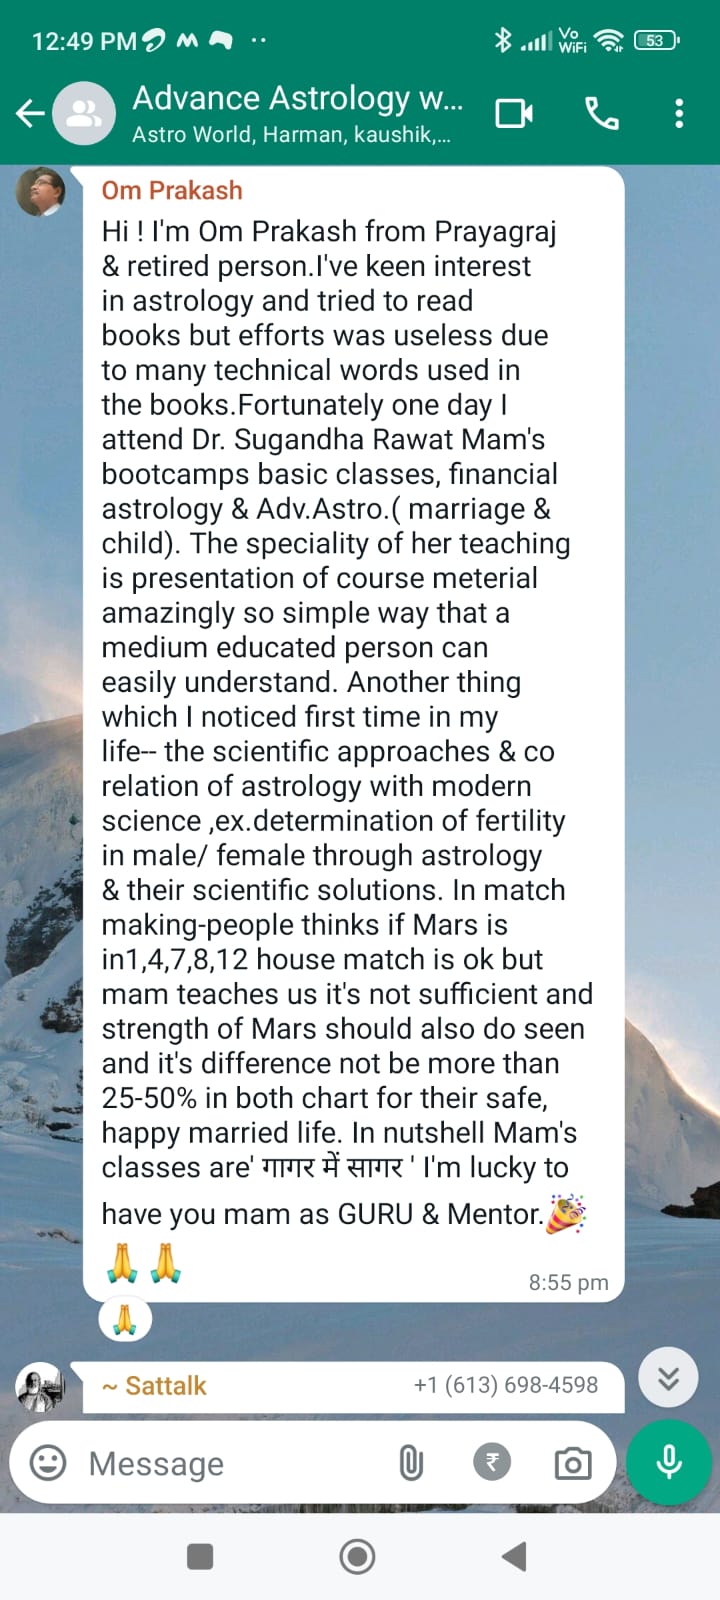 12:49 PM
Vo
WiFi
53
Advance Astrology w...
Astro World, Harman, kaushik,...
Om Prakash
Hi ! I'm Om Prakash from Prayagraj
& retired person.I've keen interest
in astrology and tried to read
books but efforts was useless due
to many technical words used in
the books.Fortunately one day I
attend Dr. Sugandha Rawat Mam's
bootcamps basic classes, financial
astrology & Adv.Astro.( marriage &
child). The speciality of her teaching
is presentation of course meterial
amazingly so simple way that a
medium educated person can
easily understand. Another thing
which I noticed first time in my
life-- the scientific approaches & co
relation of astrology with modern
science ,ex.determination of fertility
in male/ female through astrology
& their scientific solutions. In match
making-people thinks if Mars is
in1,4,7,8,12 house match is ok but
mam teaches us it's not sufficient and
strength of Mars should also do seen
and it's difference not be more than
25-50% in both chart for their safe,
happy married life. In nutshell Mam's
classes are' गागर में सागर ' I'm lucky to
have you mam as GURU & Mentor.🎉
🙏 🙏
8:55 pm
🙏
~ Sattalk +1 (613) 698-4598
Message ₹